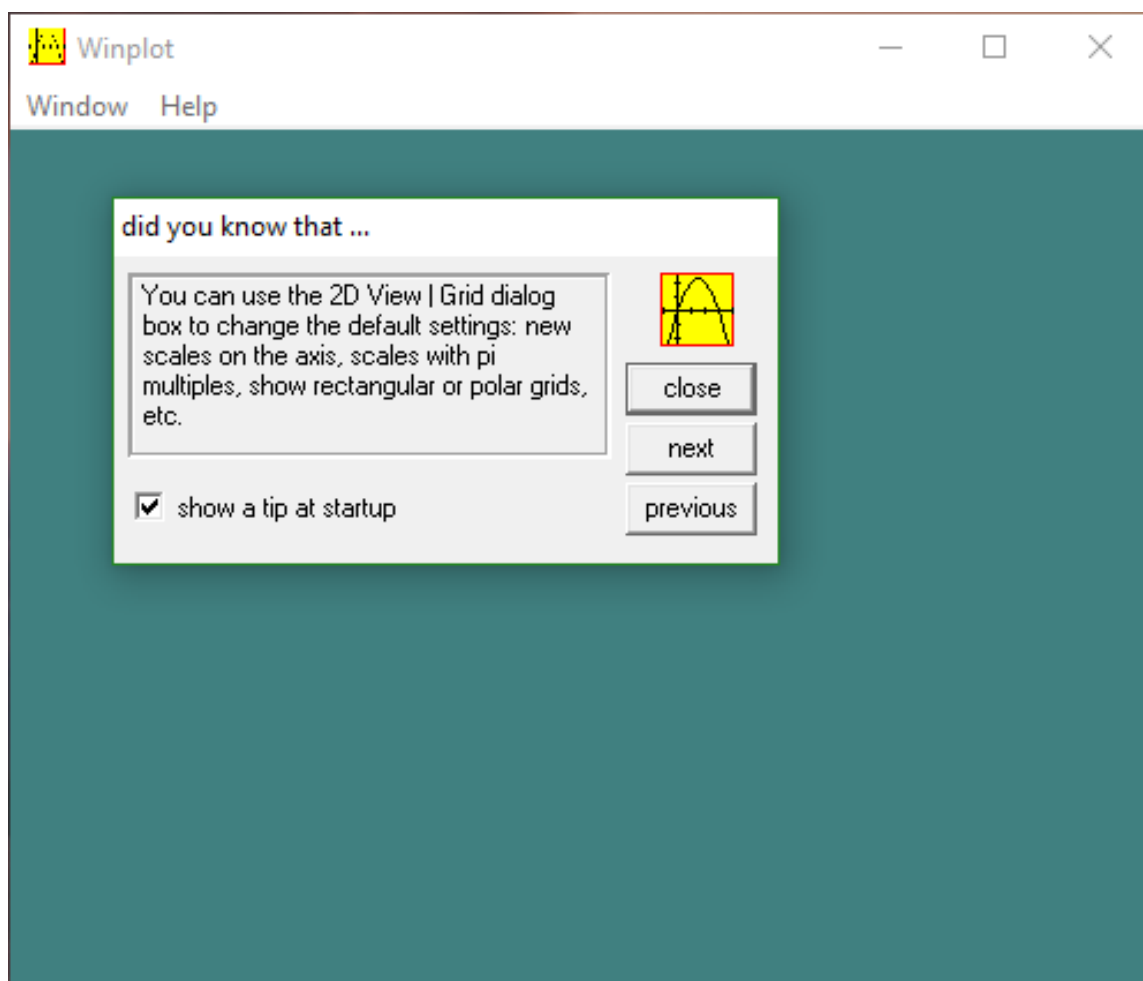 Winplot
Window Help
did you know that ...
You can use the 2D View | Grid dialog
box to change the default settings: new
scales on the axis, scales with pi
multiples, show rectangular or polar grids,
etc.
close
next
show a tip at startup
previous